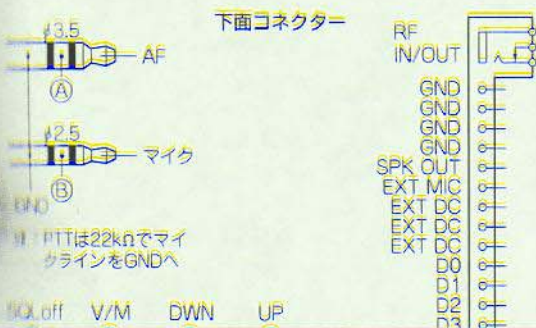 下面コネクター
φ3.5
AF
Ⓐ
φ2.5
マイク
Ⓑ
GND
PTTは22kΩでマイ
クラインをGNDへ
SQL off V/M DWN UP
RF
IN/OUT
GND
GND
GND
GND
SPK OUT
EXT MIC
EXT DC
EXT DC
EXT DC
D0
D1
D2
D3